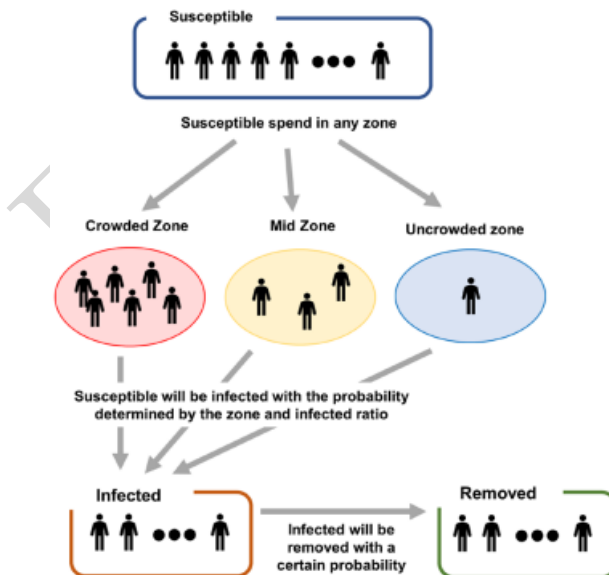 Susceptible
Susceptible spend in any zone
Crowded Zone
Mid Zone
Uncrowded zone
Susceptible will be infected with the probability
determined by the zone and infected ratio
Infected
Removed
Infected will be
removed with a
certain probability